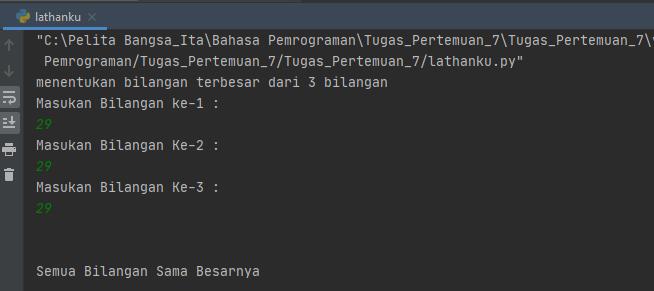 lathanku
"C:\Pelita Bangsa_Ita\Bahasa Pemrograman\Tugas_Pertemuan_7\Tugas_Pertemuan_7\
Pemrograman/Tugas_Pertemuan_7/Tugas_Pertemuan_7/lathanku.py"
menentukan bilangan terbesar dari 3 bilangan
Masukan Bilangan ke-1 :
29
Masukan Bilangan Ke-2 :
29
Masukan Bilangan Ke-3 :
29
Semua Bilangan Sama Besarnya